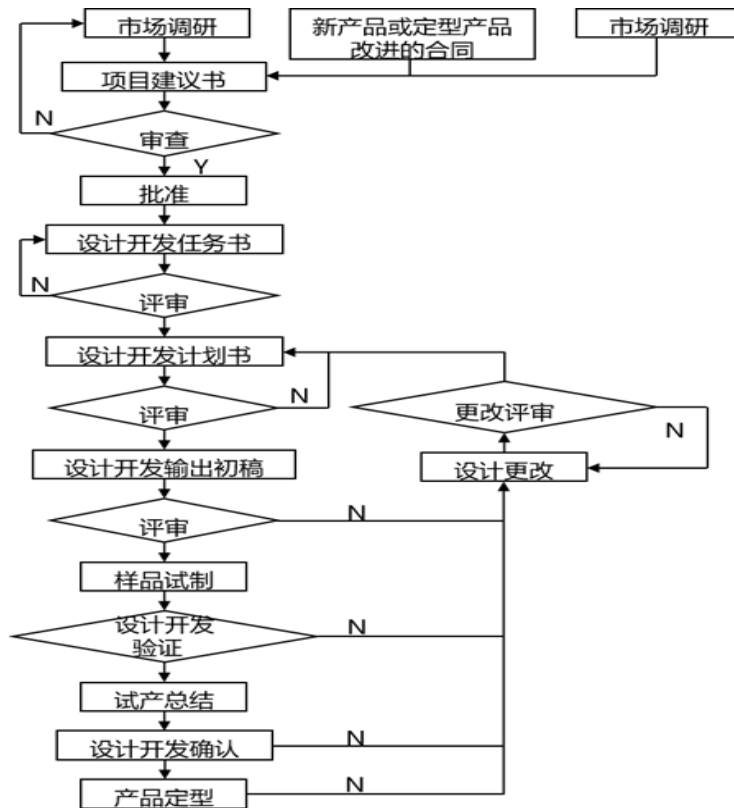 市场调研
新产品或定型产品
改进的合同
市场调研
项目建议书
N
审查
Y
批准
设计开发任务书
N
评审
设计开发计划书
N
评审
更改评审
N
设计开发输出初稿
设计更改
评审
N
样品试制
设计开发
验证
N
试产总结
设计开发确认
N
产品定型
N